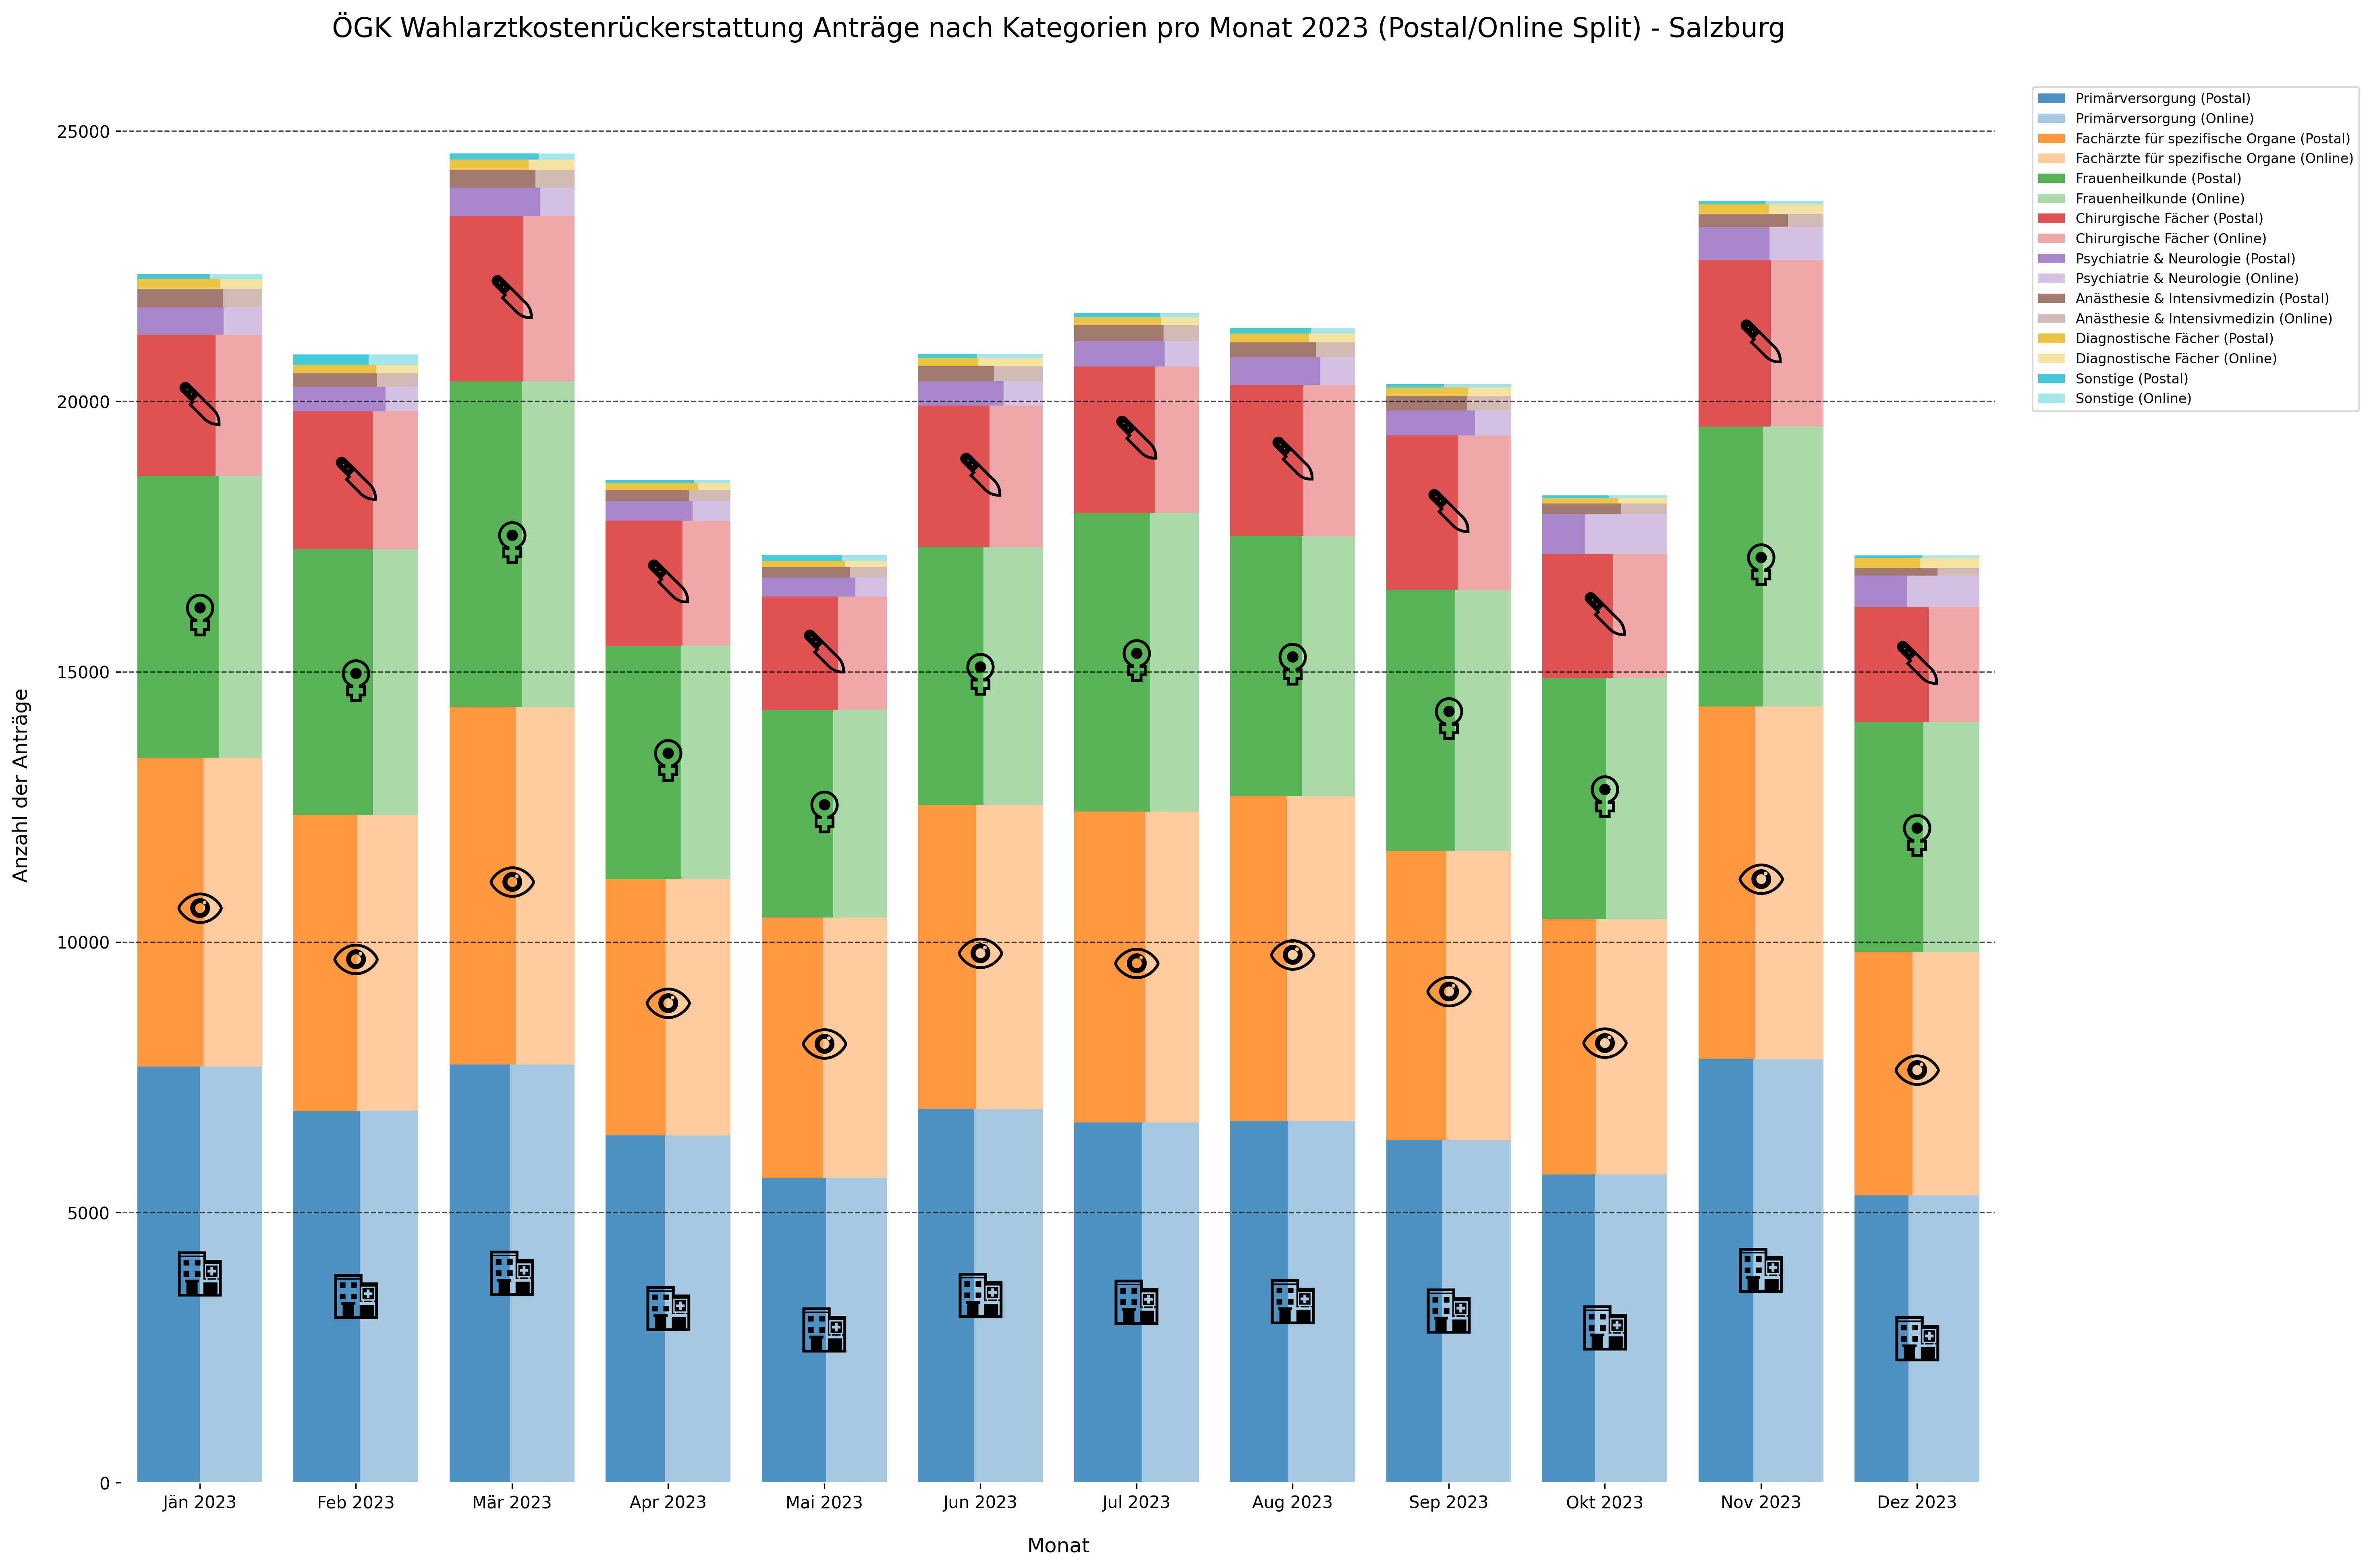 ÖGK Wahlarztkostenrückerstattung Anträge nach Kategorien pro Monat 2023 (Postal/Online Split) - Salzburg
Anzahl der Anträge
25000
20000
15000
10000
5000
0
Jän 2023
Feb 2023
Mär 2023
Apr 2023
Mai 2023
Jun 2023
Jul 2023
Aug 2023
Sep 2023
Okt 2023
Nov 2023
Dez 2023
Monat
Primärversorgung (Postal)
Primärversorgung (Online)
Fachärzte für spezifische Organe (Postal)
Fachärzte für spezifische Organe (Online)
Frauenheilkunde (Postal)
Frauenheilkunde (Online)
Chirurgische Fächer (Postal)
Chirurgische Fächer (Online)
Psychiatrie & Neurologie (Postal)
Psychiatrie & Neurologie (Online)
Anästhesie & Intensivmedizin (Postal)
Anästhesie & Intensivmedizin (Online)
Diagnostische Fächer (Postal)
Diagnostische Fächer (Online)
Sonstige (Postal)
Sonstige (Online)